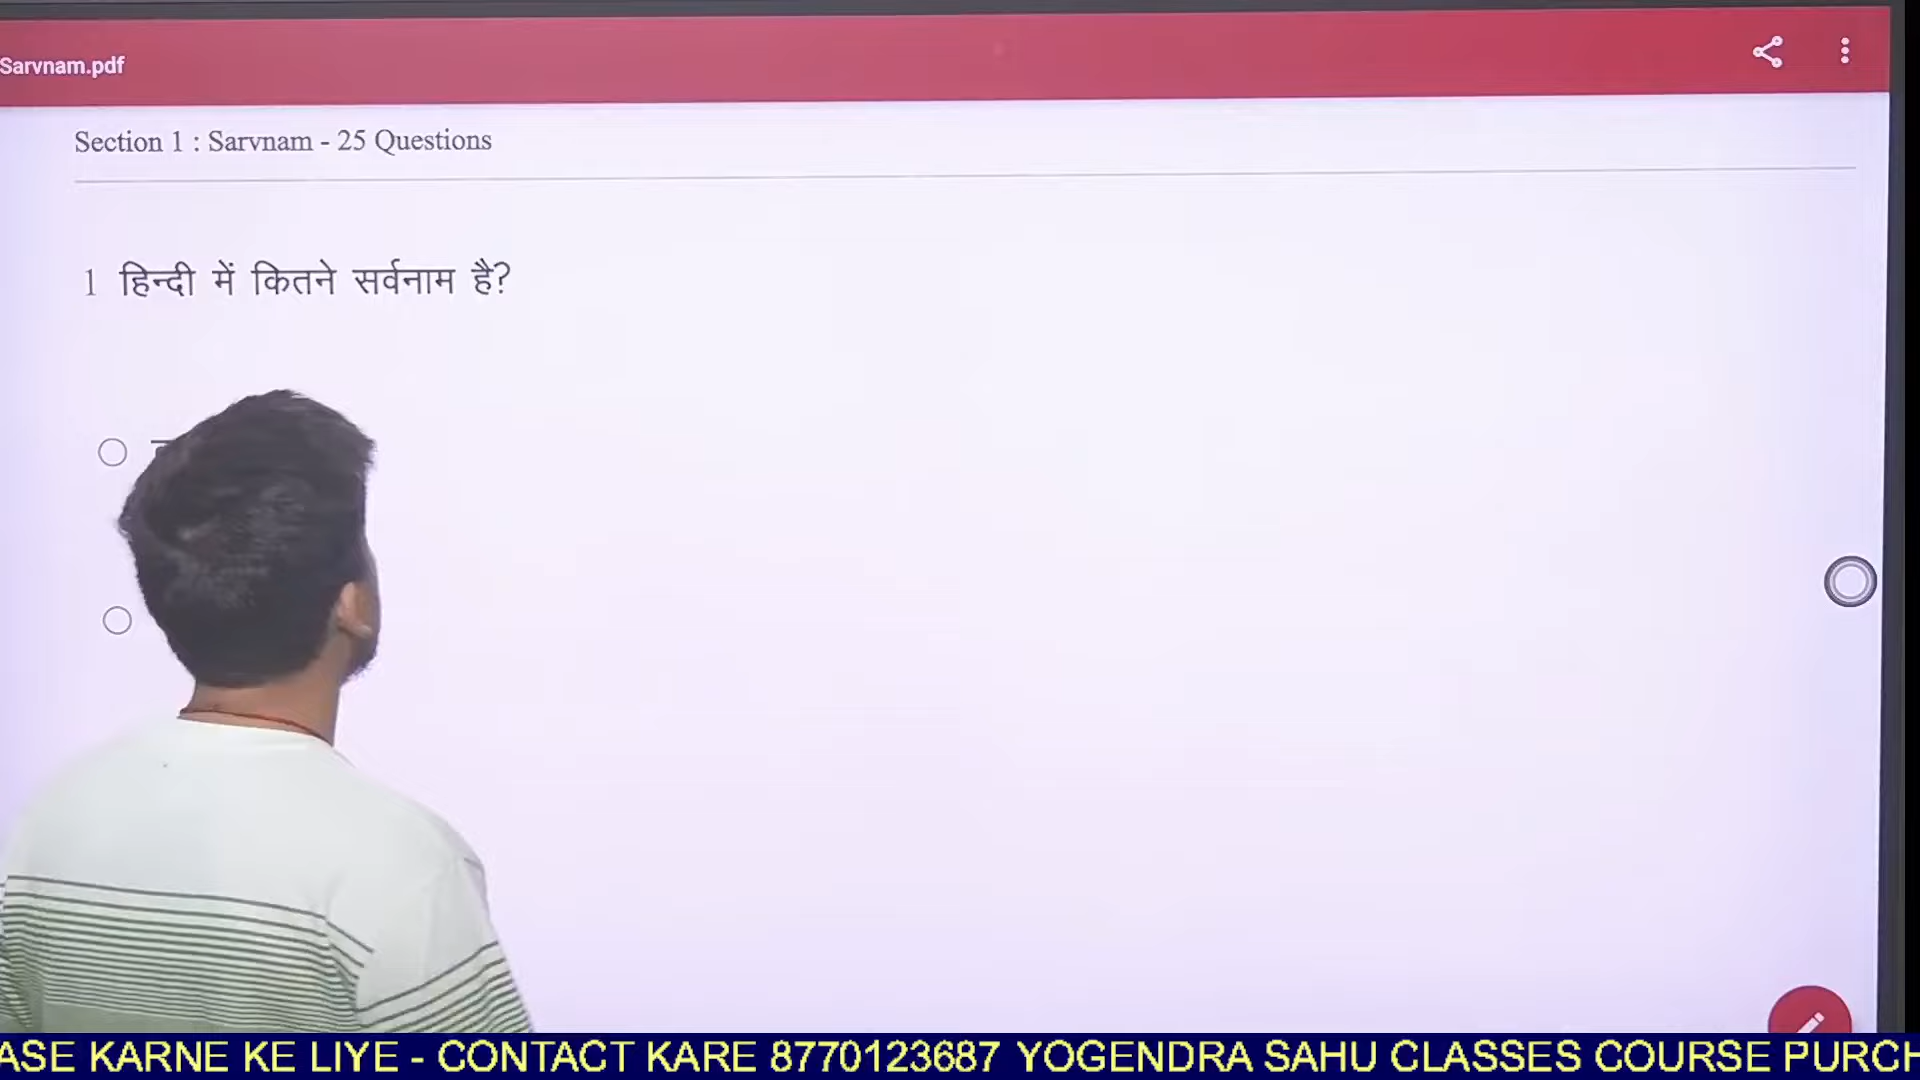 Sarvnam.pdf
Section 1 : Sarvnam - 25 Questions
1 हिन्दी में कितने सर्वनाम है?
ASE KARNE KE LIYE - CONTACT KARE 8770123687 YOGENDRA SAHU CLASSES COURSE PURCH